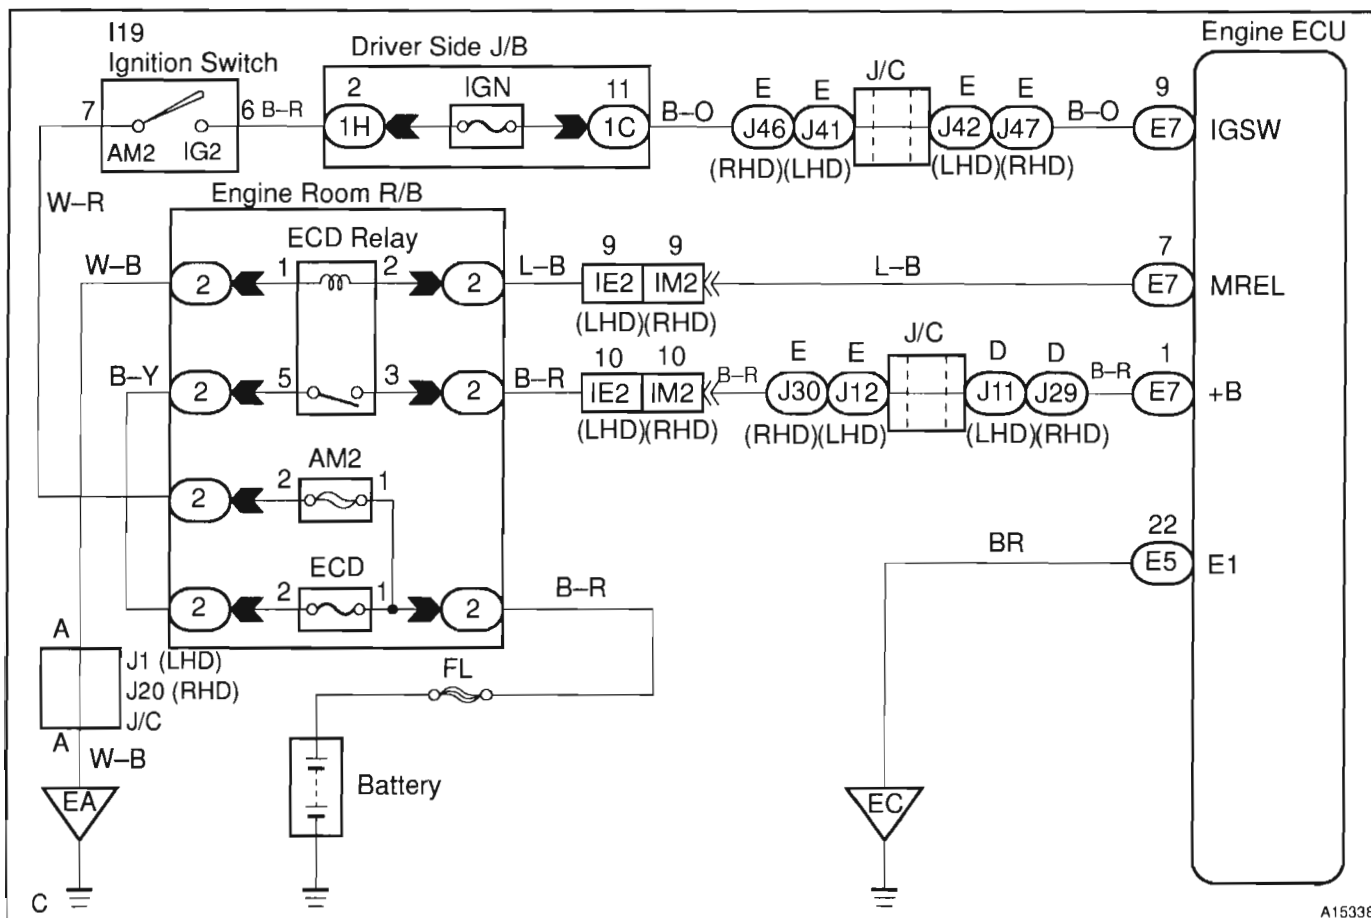 I19
Ignition Switch
Driver Side J/B
Engine ECU
7
AM2
IG2
6
B–R
2
1H
IGN
11
1C
B–O
E
E
J46
J41
(RHD)(LHD)
J/C
E
E
J42
J47
(LHD)(RHD)
B–O
9
E7
IGSW
W–R
Engine Room R/B
ECD Relay
W–B
2
1
2
2
L–B
9
9
IE2
IM2
(LHD)(RHD)
L–B
7
E7
MREL
B–Y
2
5
3
2
B–R
10
10
IE2
IM2
(LHD)(RHD)
B–R
E
E
J30
J12
(RHD)(LHD)
J/C
D
D
J11
J29
(LHD)(RHD)
B–R
1
E7
+B
AM2
2
2
1
ECD
2
2
1
2
B–R
BR
22
E5
E1
A
J1 (LHD)
J20 (RHD)
J/C
A
W–B
FL
Battery
EA
EC
C
A15338